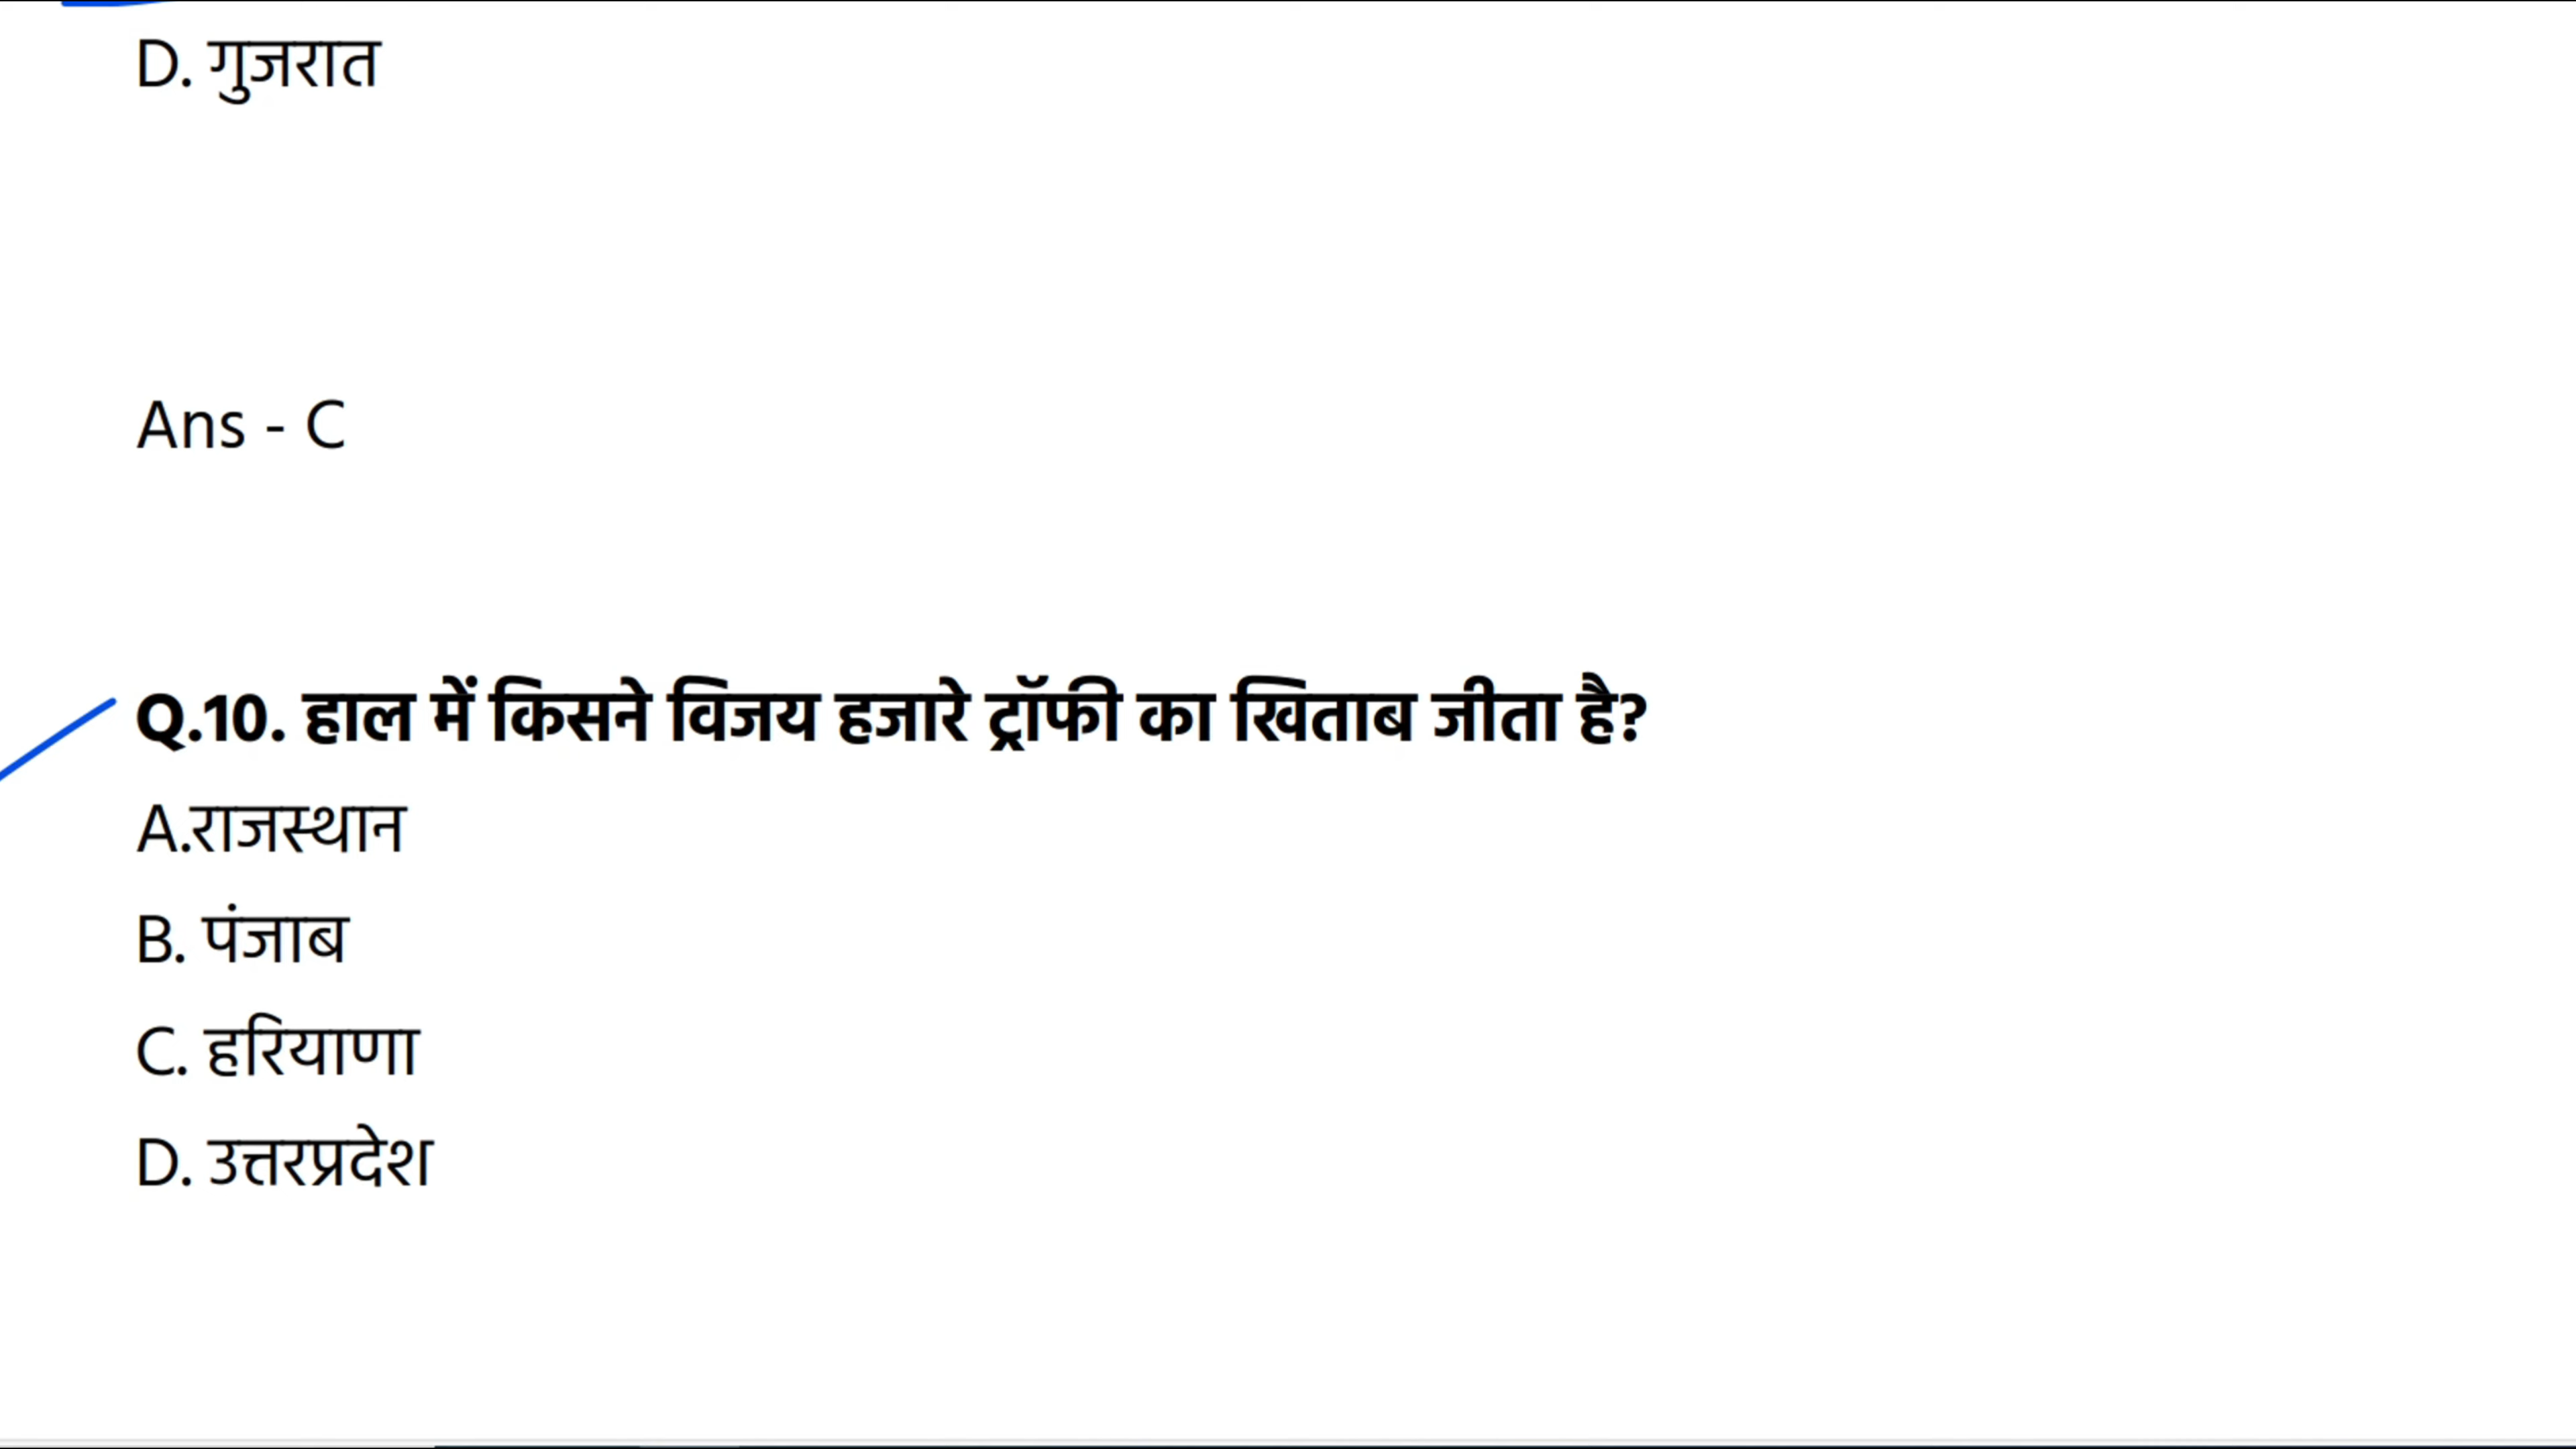 D. गुजरात
Ans - C
Q.10. हाल में किसने विजय हजारे ट्रॉफी का खिताब जीता है?
A.राजस्थान
B. पंजाब
C. हरियाणा
D. उत्तरप्रदेश